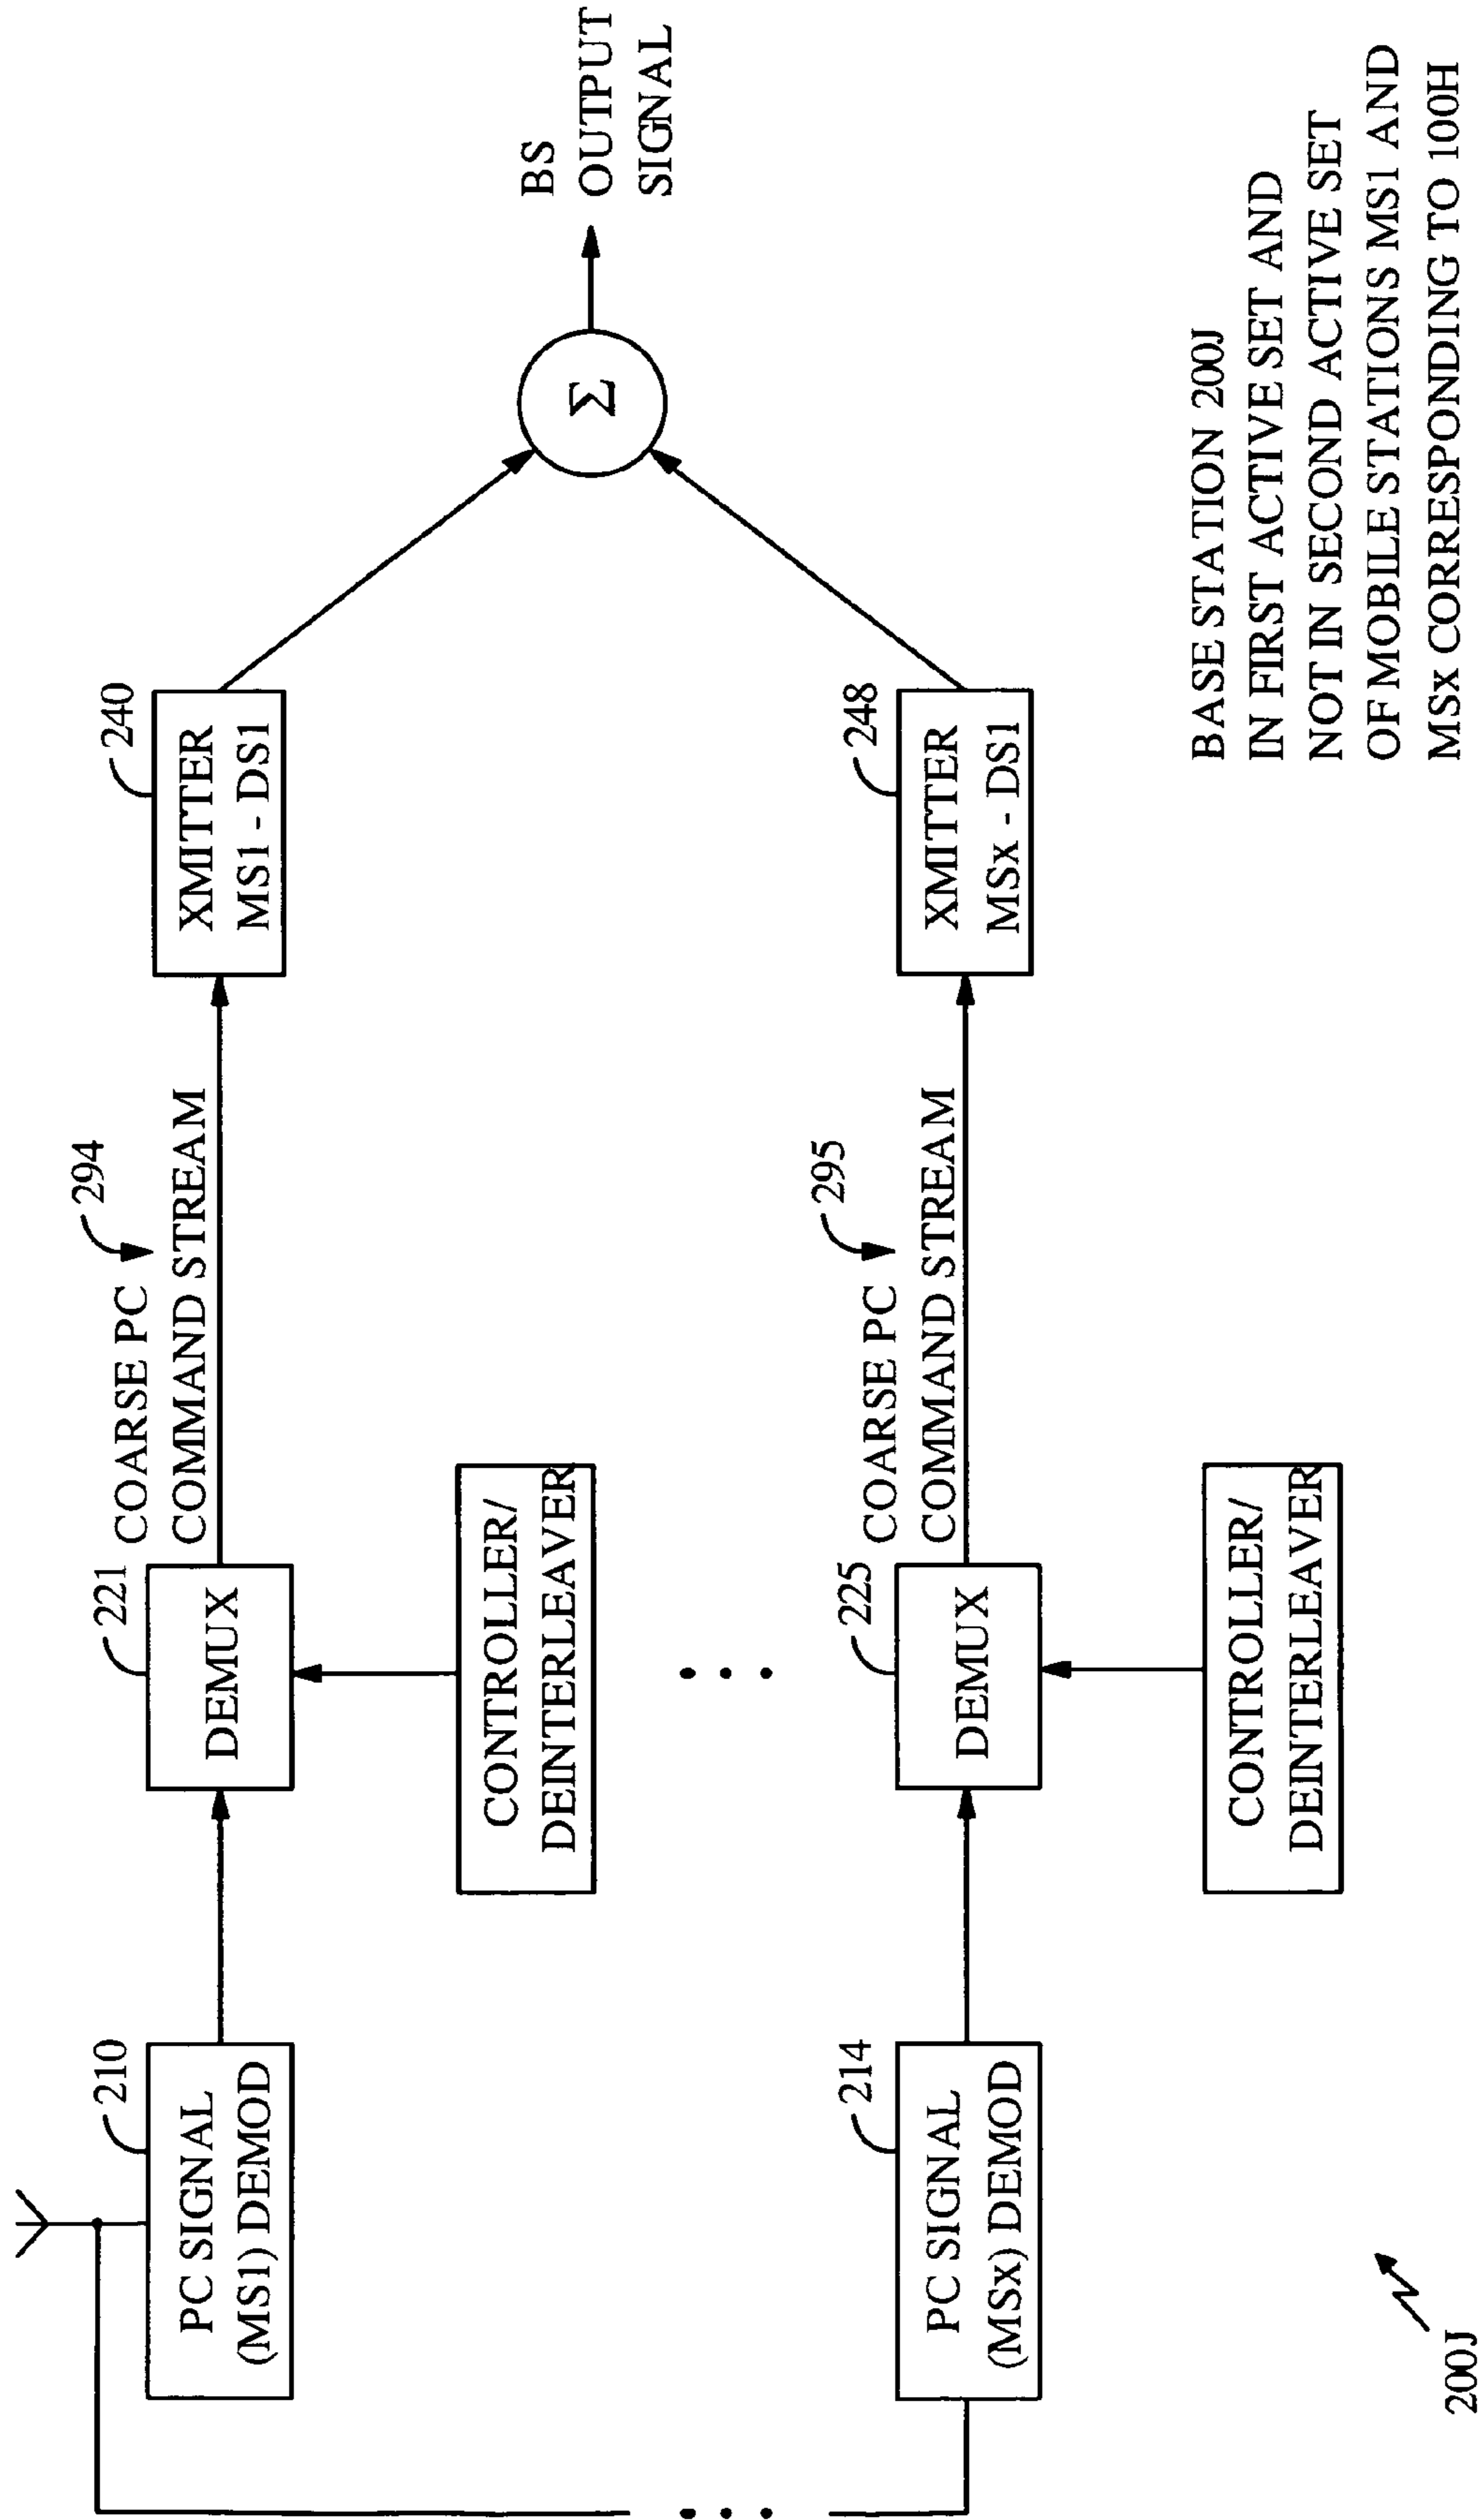 210
PC SIGNAL
(MS1) DEMOD
221
DEMUX
CONTROLLER/
DEINTERLEAVER
COARSE PC
COMMAND STREAM
294
240
XMITTER
MS1 - DS1
Σ
BS
OUTPUT
SIGNAL
214
PC SIGNAL
(MSx) DEMOD
225
DEMUX
CONTROLLER/
DEINTERLEAVER
COARSE PC
COMMAND STREAM
295
248
XMITTER
MSx - DS1
200J
BASE STATION 200J
IN FIRST ACTIVE SET AND
NOT IN SECOND ACTIVE SET
OF MOBILE STATIONS MS1 AND
MSx CORRESPONDING TO 100H